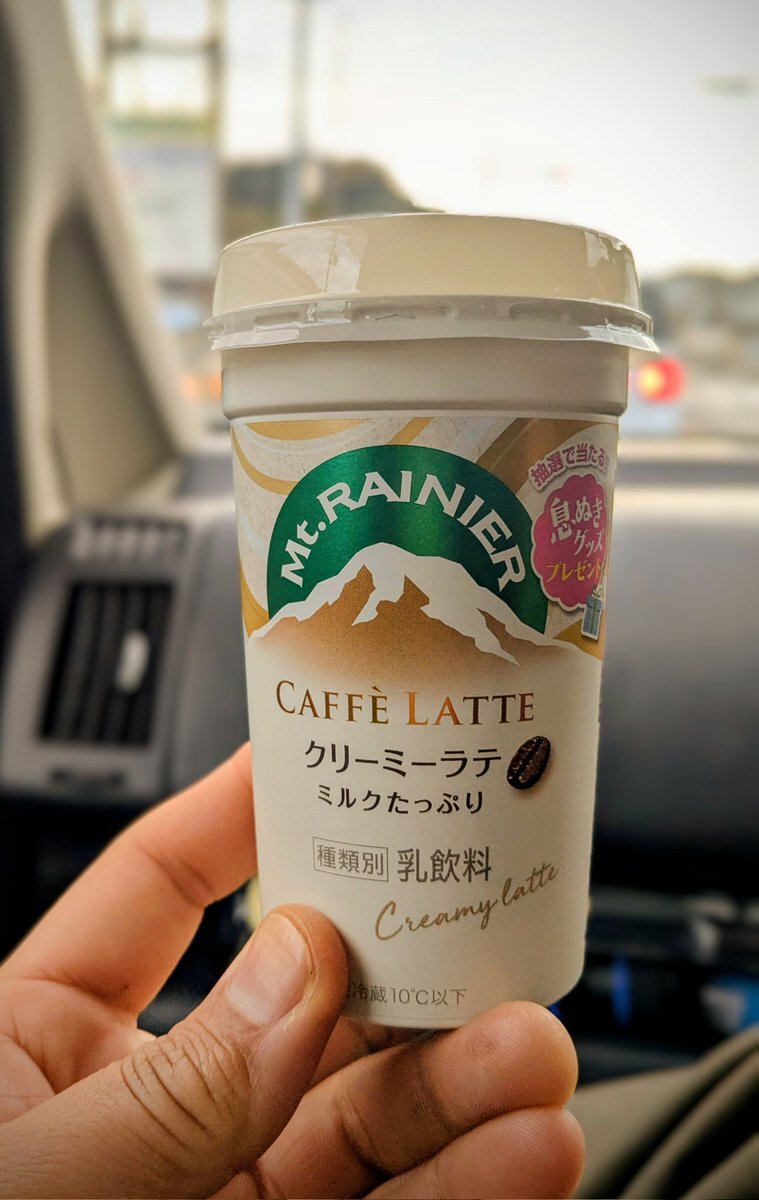 抽選で当たる!
息ぬき
グッズ
プレゼント!
Mt. RAINIER
CAFFÈ LATTE
クリーミーラテ
ミルクたっぷり
種類別 乳飲料
Creamy latte
冷蔵10℃以下